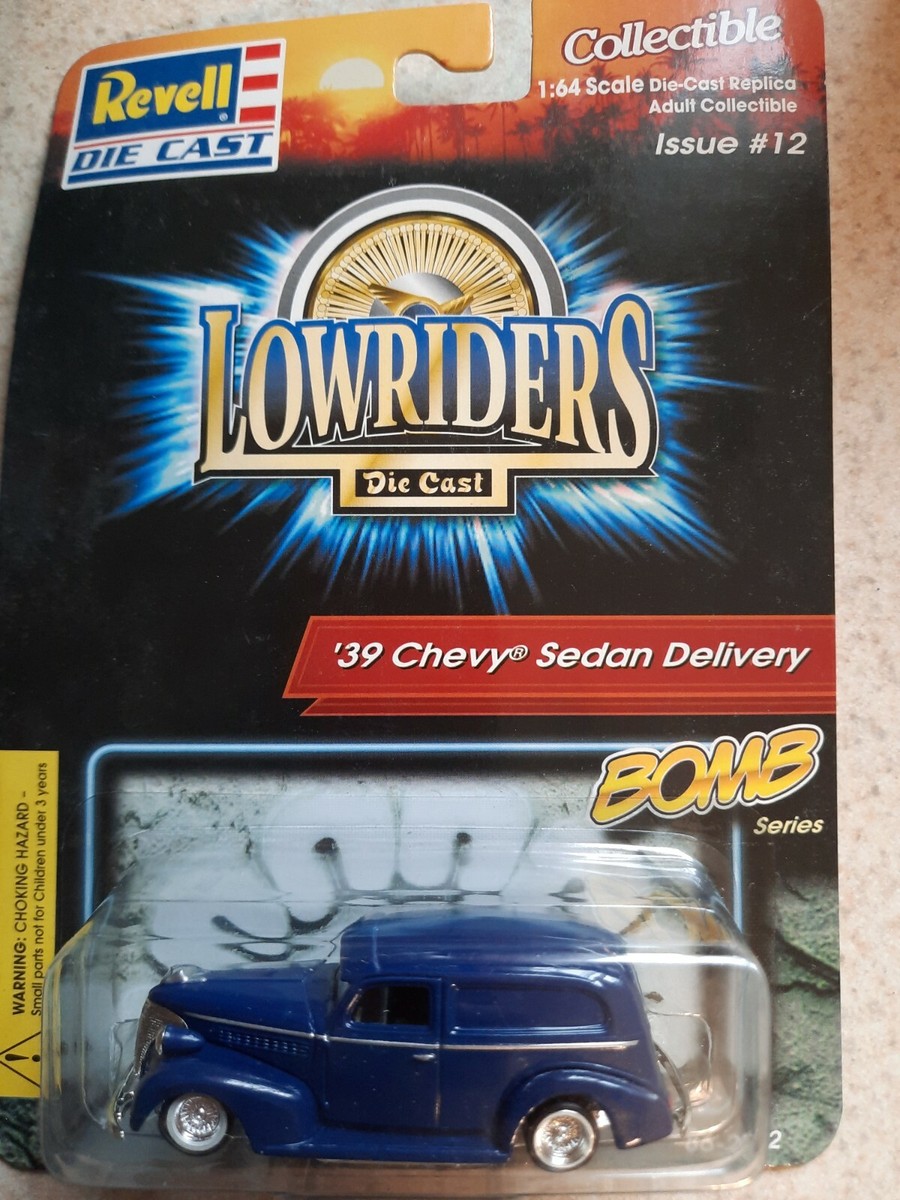 Revell®
DIE CAST
Collectible
1:64 Scale Die-Cast Replica
Adult Collectible
Issue #12
LOWRIDERS
Die Cast
'39 Chevy® Sedan Delivery
BOMB
Series
WARNING: CHOKING HAZARD –
Small parts not for Children under 3 years
2